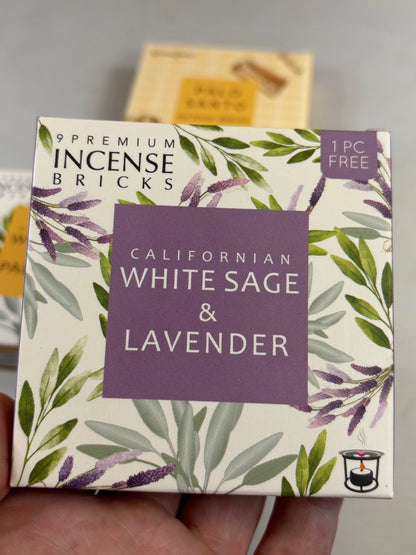 PALO
SANTO
9 PREMIUM
INCENSE
BRICKS
1 PC
FREE
CALIFORNIAN
WHITE SAGE
&
LAVENDER